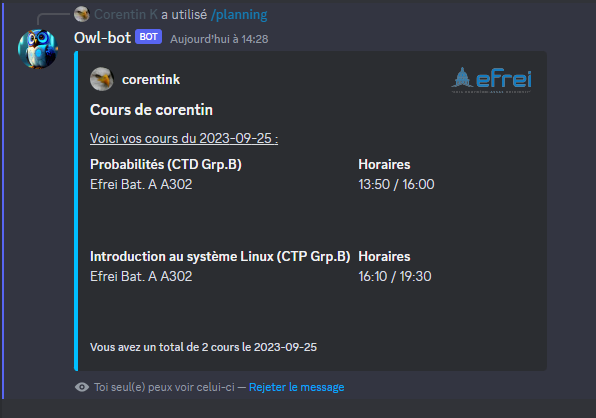 Corentin K a utilisé /planning
Owl-bot BOT Aujourd'hui à 14:28
corentink
efrei
Cours de corentin
Voici vos cours du 2023-09-25 :
Probabilités (CTD Grp.B) Horaires
Efrei Bat. A A302 13:50 / 16:00
Introduction au système Linux (CTP Grp.B) Horaires
Efrei Bat. A A302 16:10 / 19:30
Vous avez un total de 2 cours le 2023-09-25
Toi seul(e) peux voir celui-ci — Rejeter le message